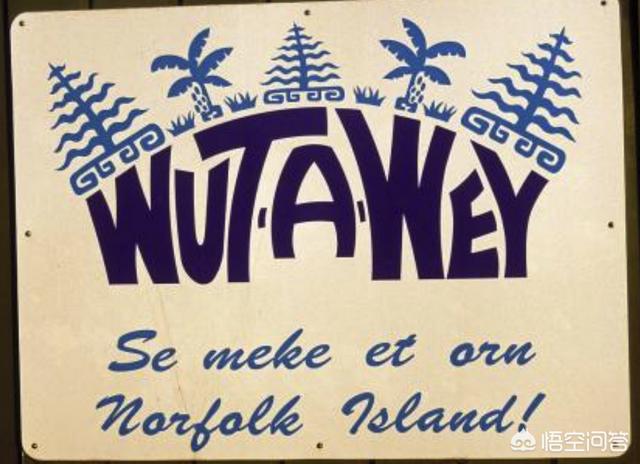 WUT-A-WEY
Se meke et orn
Norfolk Island!
悟空问答